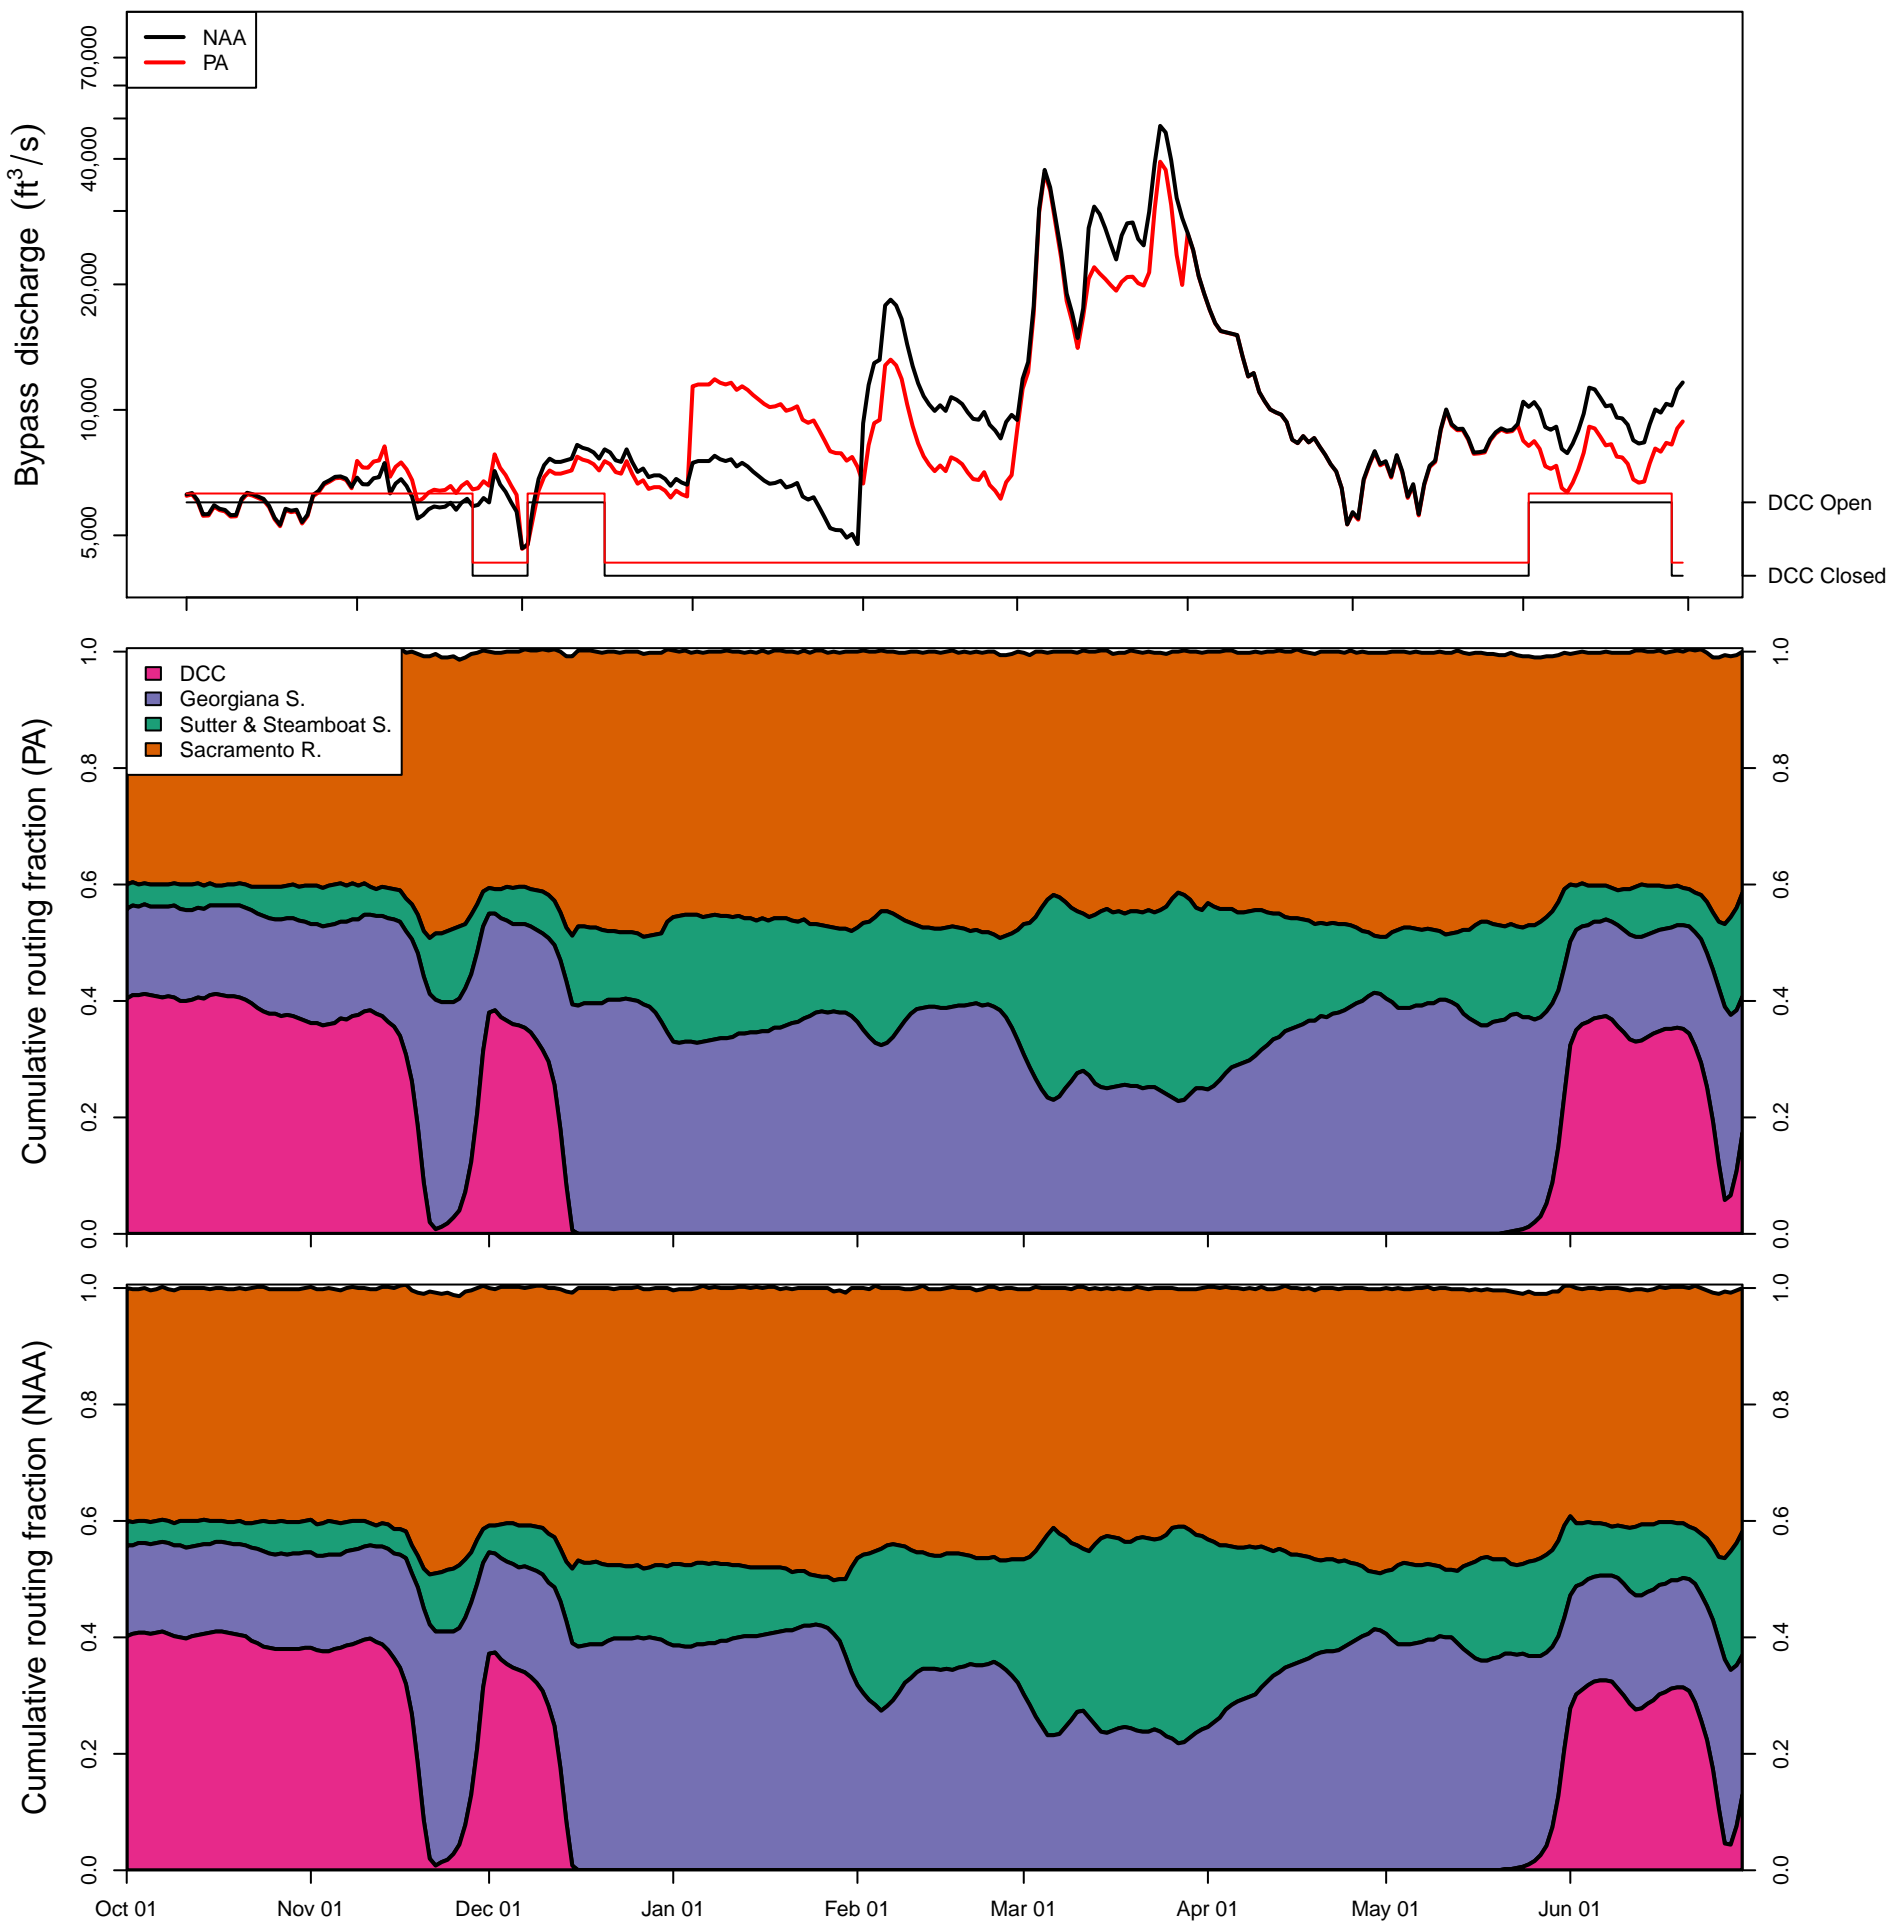 NAA
PA
Bypass discharge (ft3/s)
70,000
40,000
20,000
10,000
5,000
DCC Open
DCC Closed
DCC
Georgiana S.
Sutter & Steamboat S.
Sacramento R.
Cumulative routing fraction (PA)
1.0
0.8
0.6
0.4
0.2
0.0
1.0
0.8
0.6
0.4
0.2
0.0
Cumulative routing fraction (NAA)
1.0
0.8
0.6
0.4
0.2
0.0
1.0
0.8
0.6
0.4
0.2
0.0
Oct 01 Nov 01 Dec 01 Jan 01 Feb 01 Mar 01 Apr 01 May 01 Jun 01